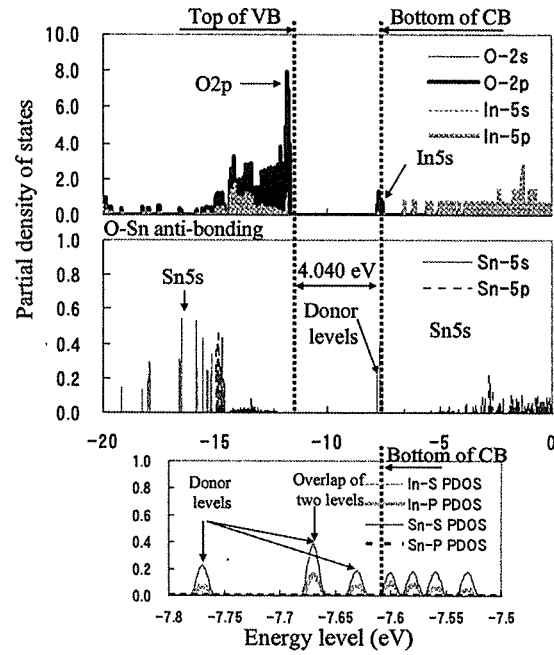 Top of VB
Bottom of CB
Partial density of states
10.0
8.0
6.0
4.0
2.0
0.0
O2p
O-2s
O-2p
In-5s
In-5p
In5s
O-Sn anti-bonding
1.0
0.8
0.6
0.4
0.2
0.0
Sn5s
4.040 eV
Donor
levels
Sn-5s
Sn-5p
Sn5s
-20
-15
-10
-5
0
Bottom of CB
1.0
0.8
0.6
0.4
0.2
0.0
Donor
levels
Overlap of
two levels
In-S PDOS
In-P PDOS
Sn-S PDOS
Sn-P PDOS
-7.8
-7.75
-7.7
-7.65
-7.6
-7.55
-7.5
Energy level (eV)